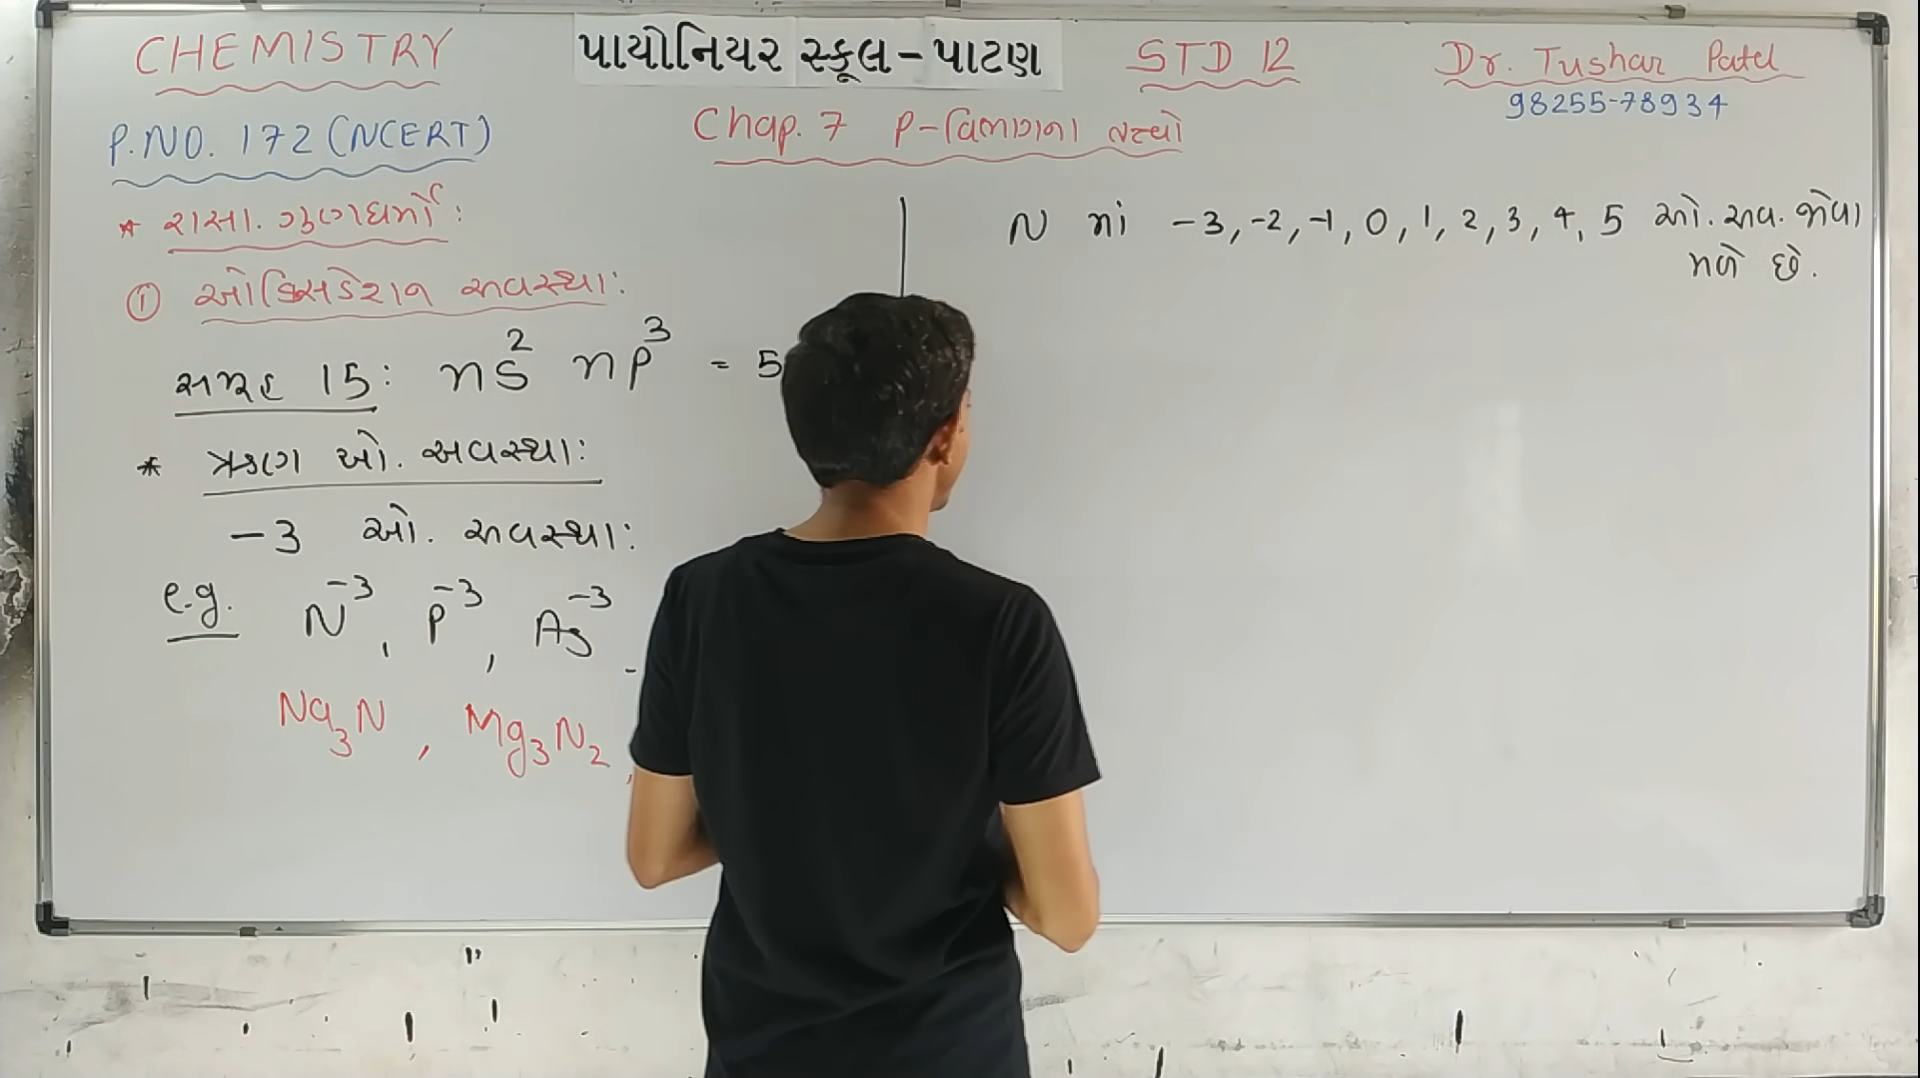 CHEMISTRY
પાયોનિયર સ્કૂલ - પાટણ
STD 12
Dr. Tushar Patel
98255-78934
P.NO. 172 (NCERT)
Chap. 7 P-વિભાગના તત્વો
* રાસા. ગુણધર્મો:
① ઓક્સિડેશન અવસ્થા:
સમૂહ 15: ns² np³ = 5
* ઋણ ઓ. અવસ્થા:
-3 ઓ. અવસ્થા:
e.g. N⁻³, P⁻³, As⁻³
Na₃N, Mg₃N₂,
N માં -3, -2, -1, 0, 1, 2, 3, 4, 5 ઓ. અવ. જોવા
મળે છે.